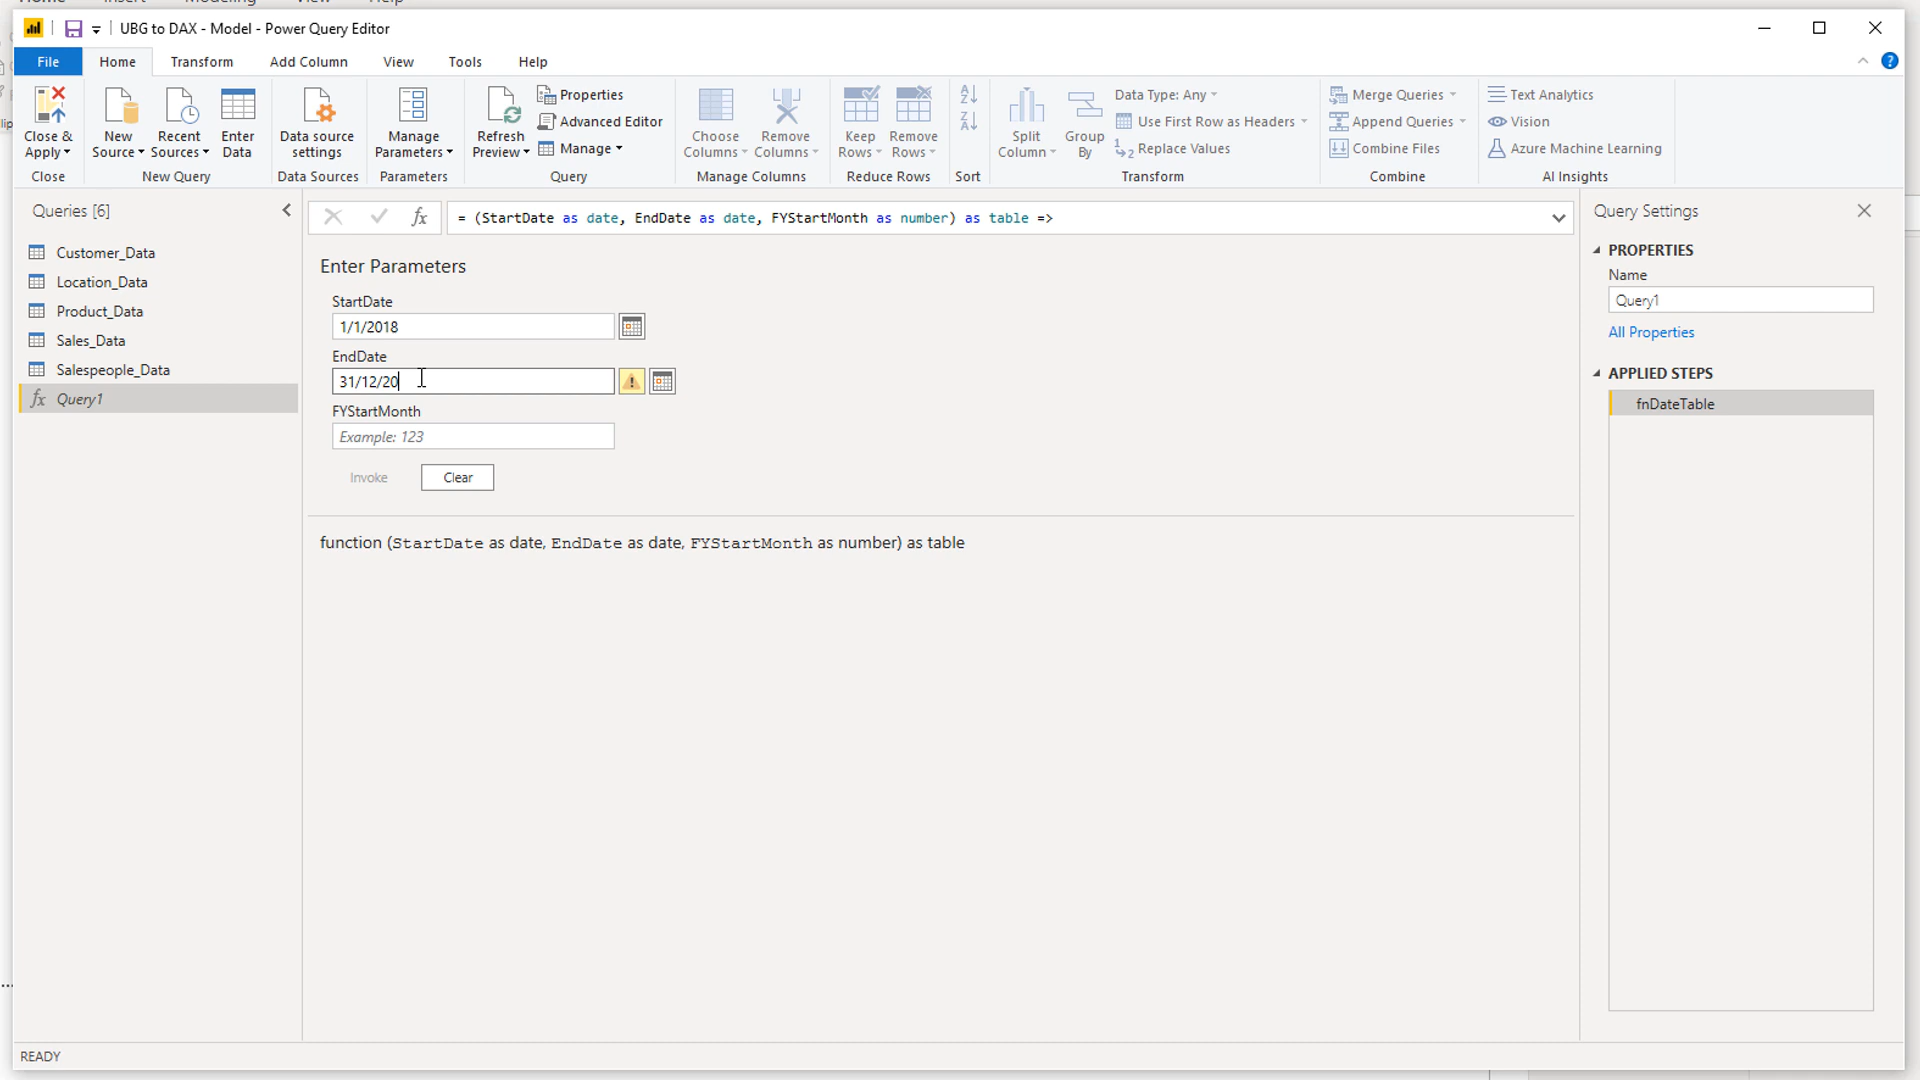 UBG to DAX - Model - Power Query Editor
File Home Transform Add Column View Tools Help
Close & Apply
New Source
Recent Sources
Enter Data
Data source settings
Manage Parameters
Refresh Preview
Properties
Advanced Editor
Manage
Choose Columns
Remove Columns
Keep Rows
Remove Rows
Split Column
Group By
Data Type: Any
Use First Row as Headers
Replace Values
Merge Queries
Append Queries
Combine Files
Text Analytics
Vision
Azure Machine Learning
Close New Query Data Sources Parameters Query Manage Columns Reduce Rows Sort Transform Combine AI Insights
Queries [6]
Customer_Data
Location_Data
Product_Data
Sales_Data
Salespeople_Data
fx Query1
fx = (StartDate as date, EndDate as date, FYStartMonth as number) as table =>
Enter Parameters
StartDate
1/1/2018
EndDate
31/12/20
FYStartMonth
Example: 123
Invoke Clear
function (StartDate as date, EndDate as date, FYStartMonth as number) as table
Query Settings
PROPERTIES
Name
Query1
All Properties
APPLIED STEPS
fnDateTable
READY